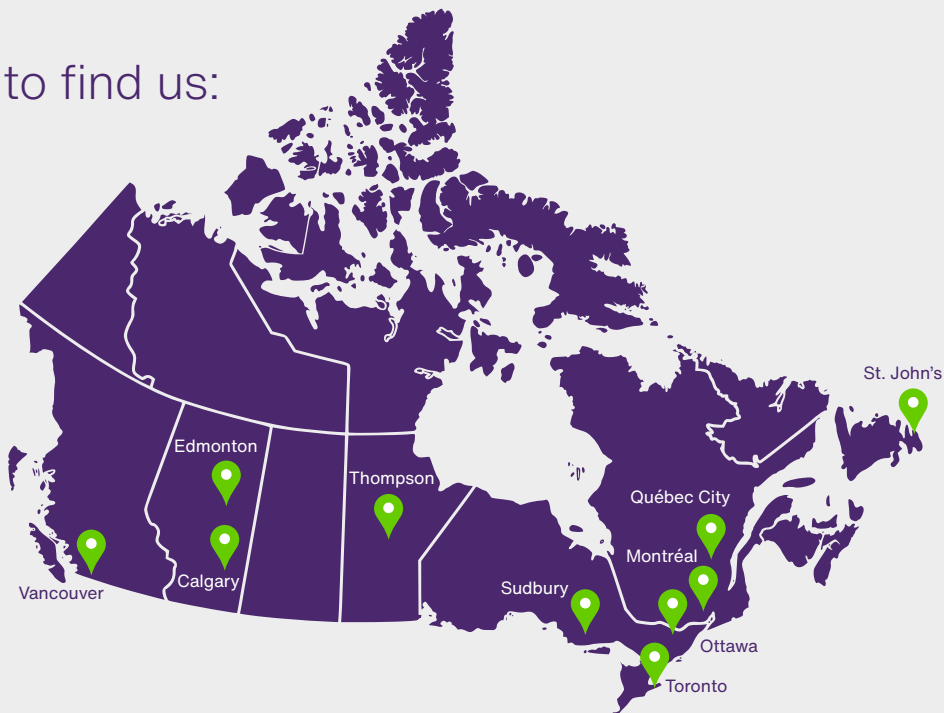 to find us:
St. John's
Edmonton
Thompson
Québec City
Montréal
Calgary
Sudbury
Vancouver
Ottawa
Toronto